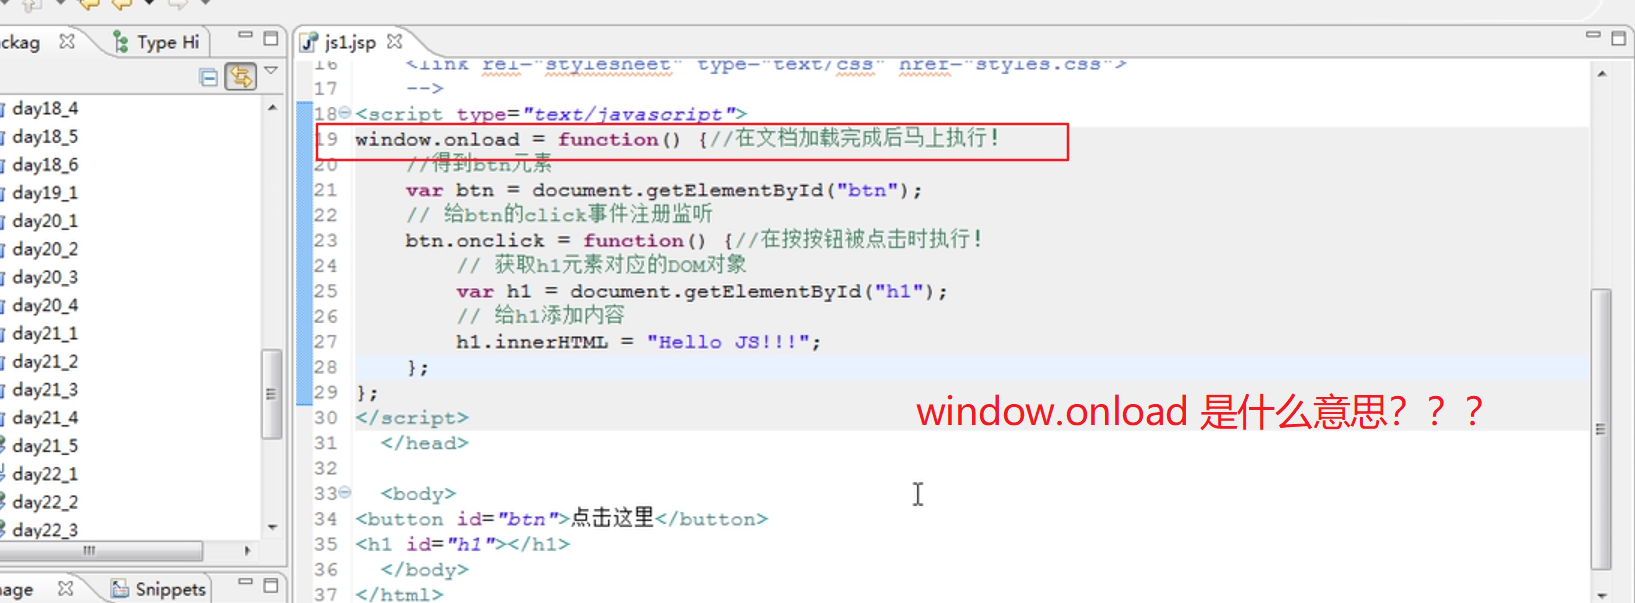 ckag
Type Hi
js1.jsp
day18_4
day18_5
day18_6
day19_1
day20_1
day20_2
day20_3
day20_4
day21_1
day21_2
day21_3
day21_4
day21_5
day22_1
day22_2
day22_3
age
Snippets
16 <link rel="stylesheet" type="text/css" href="styles.css">
17 -->
18 <script type="text/javascript">
19 window.onload = function() {//在文档加载完成后马上执行!
20 //得到btn元素
21 var btn = document.getElementById("btn");
22 // 给btn的click事件注册监听
23 btn.onclick = function() {//在按按钮被点击时执行!
24 // 获取h1元素对应的DOM对象
25 var h1 = document.getElementById("h1");
26 // 给h1添加内容
27 h1.innerHTML = "Hello JS!!!";
28 };
29 };
window.onload 是什么意思？？？
30 </script>
31 </head>
32
33 <body>
34 <button id="btn">点击这里</button>
35 <h1 id="h1"></h1>
36 </body>
37 </html>